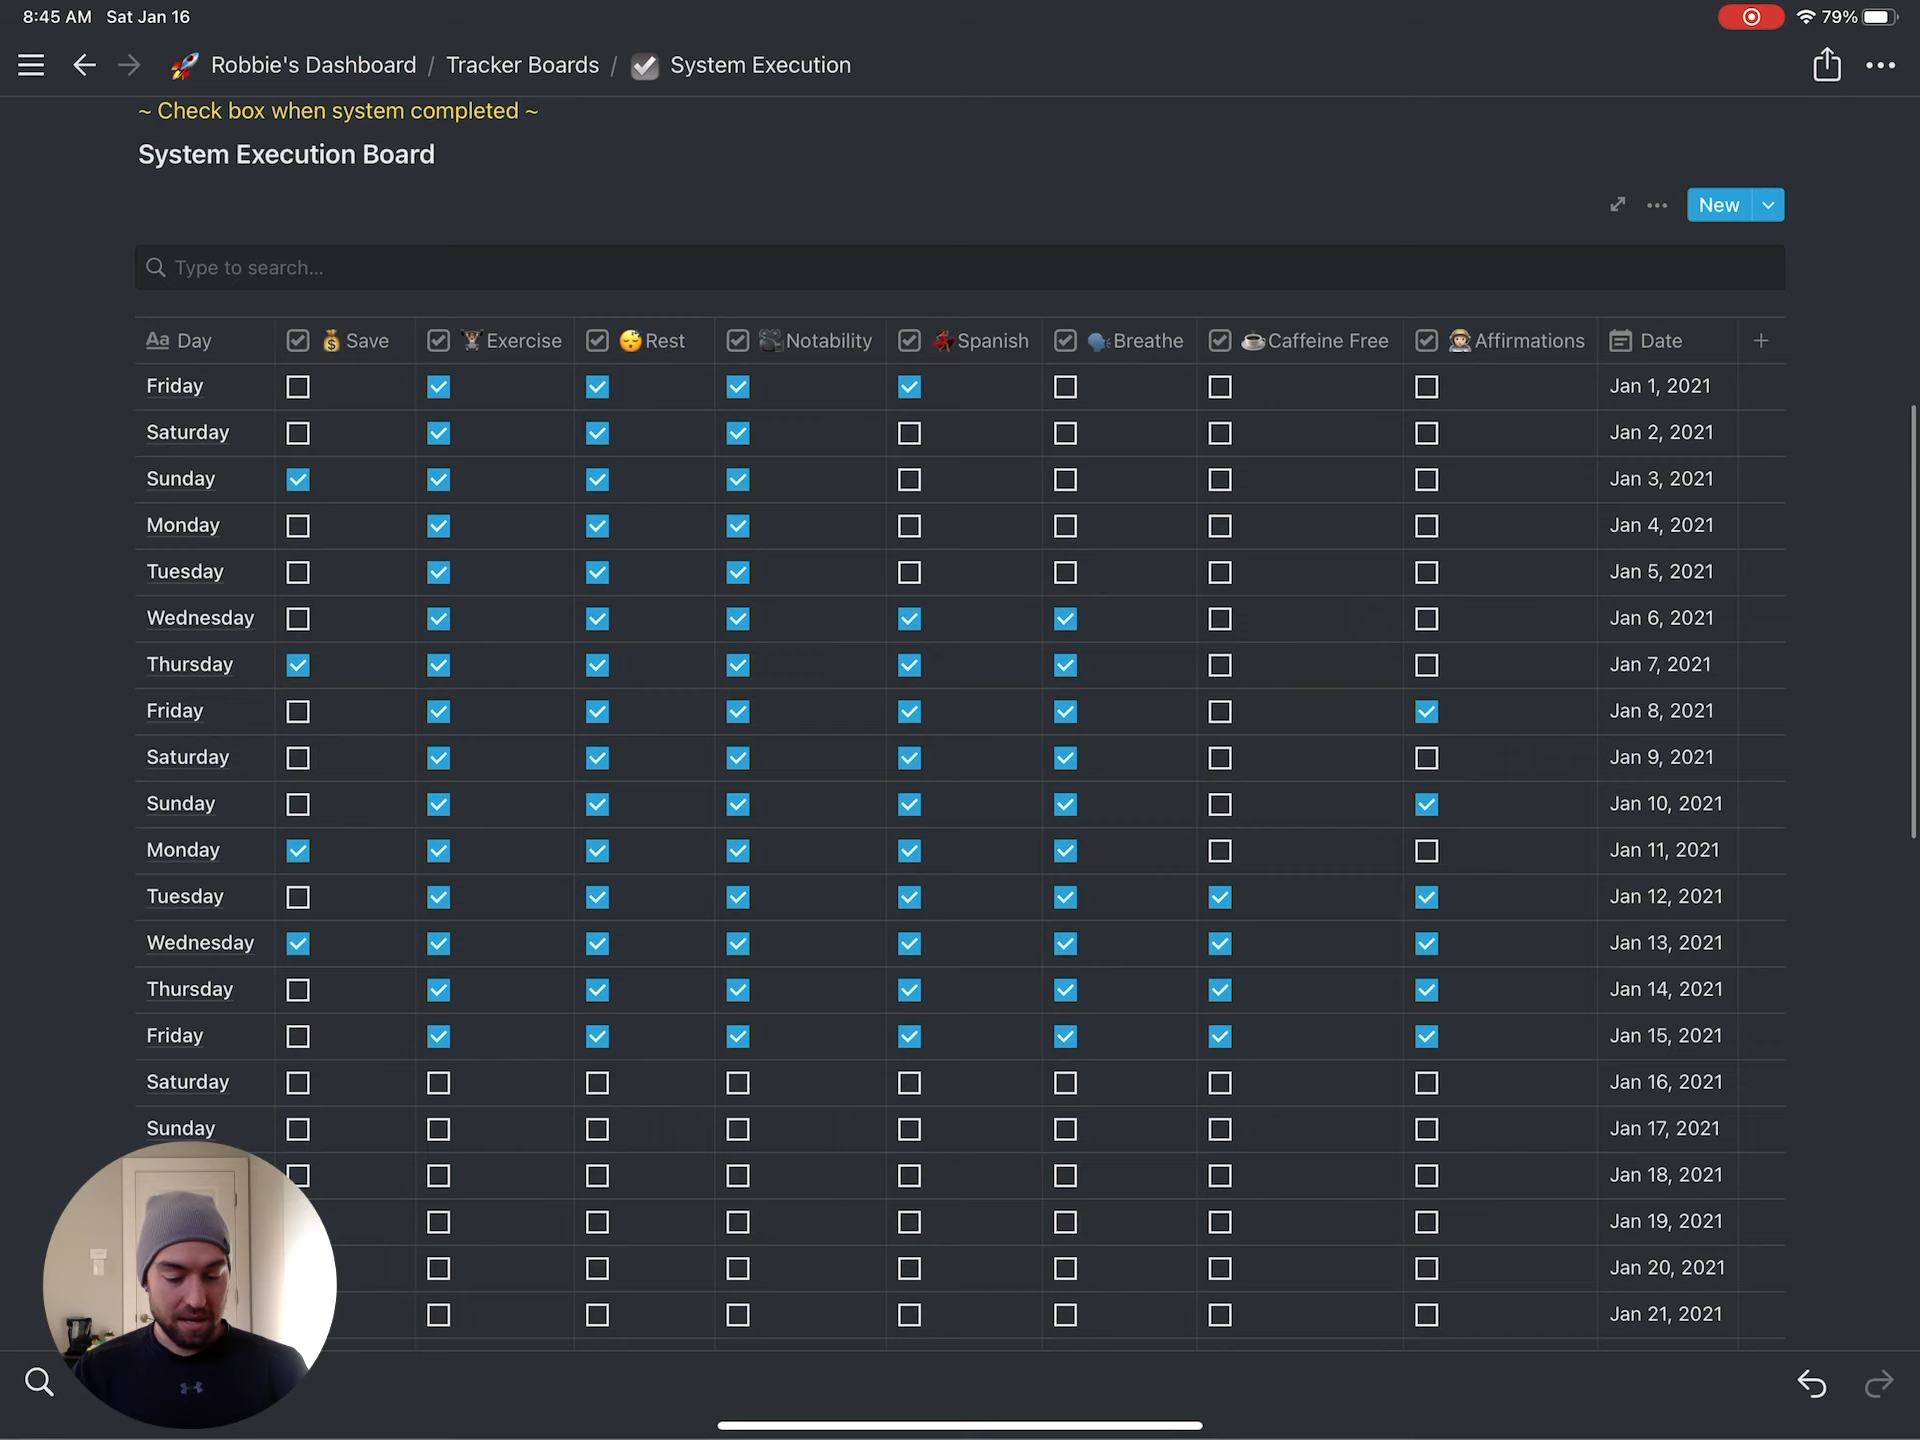 8:45 AM Sat Jan 16 79%
Robbie's Dashboard / Tracker Boards / System Execution
~ Check box when system completed ~
System Execution Board
New
Type to search...
Aa Day Save Exercise Rest Notability Spanish Breathe Caffeine Free Affirmations Date +
Friday Jan 1, 2021
Saturday Jan 2, 2021
Sunday Jan 3, 2021
Monday Jan 4, 2021
Tuesday Jan 5, 2021
Wednesday Jan 6, 2021
Thursday Jan 7, 2021
Friday Jan 8, 2021
Saturday Jan 9, 2021
Sunday Jan 10, 2021
Monday Jan 11, 2021
Tuesday Jan 12, 2021
Wednesday Jan 13, 2021
Thursday Jan 14, 2021
Friday Jan 15, 2021
Saturday Jan 16, 2021
Sunday Jan 17, 2021
Jan 18, 2021
Jan 19, 2021
Jan 20, 2021
Jan 21, 2021